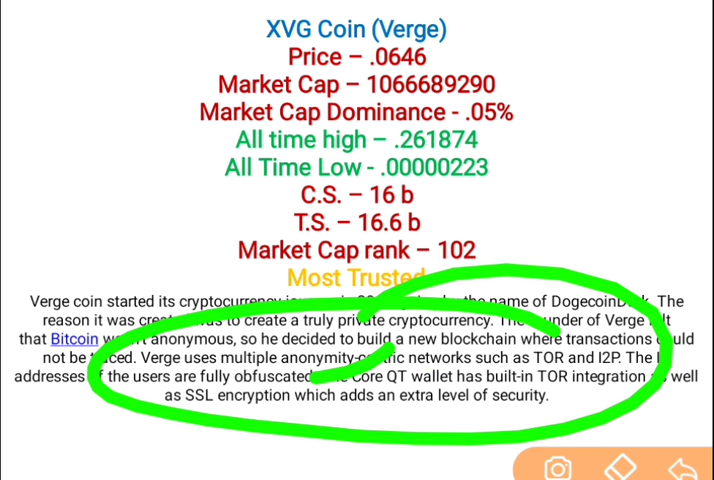 XVG Coin (Verge)
Price – .0646
Market Cap – 1066689290
Market Cap Dominance - .05%
All time high – .261874
All Time Low - .00000223
C.S. – 16 b
T.S. – 16.6 b
Market Cap rank – 102
Most Trusted
Verge coin started its cryptocurrency the name of The
reason it was to create a truly private cryptocurrency. of Verge
that Bitcoin anonymous, so he decided to build a new blockchain where transactions
not be Verge uses multiple networks such as TOR and I2P. The
addresses the users are fully obfuscated Core QT wallet has built-in TOR integration well
as SSL encryption which adds an extra level of security.